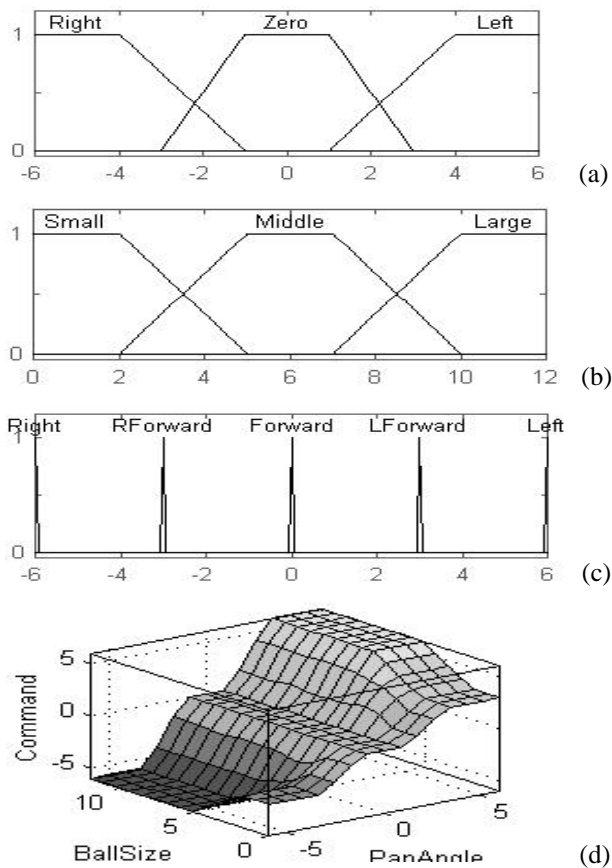 Right Zero Left
1
0
-6 -4 -2 0 2 4 6 (a)
Small Middle Large
1
0
0 2 4 6 8 10 12 (b)
Right RForward Forward LForward Left
1
0
-6 -4 -2 0 2 4 6 (c)
5
0
-5
Command
10
5
0
BallSize
-5
0
5
PanAngle
(d)